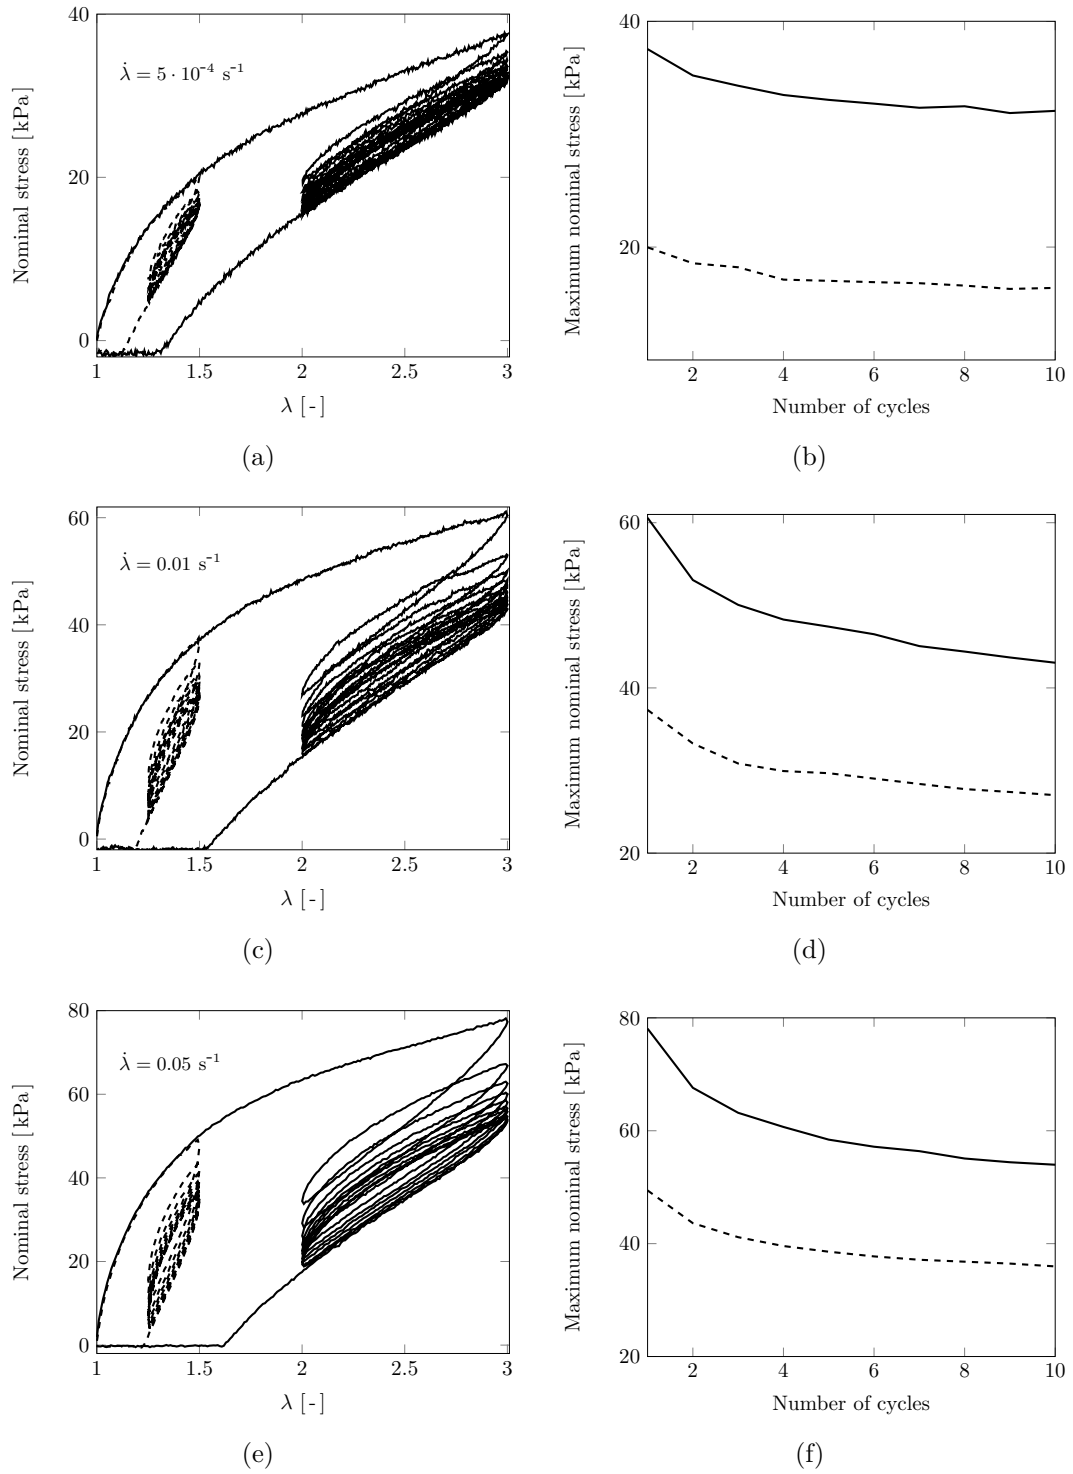 40
20
0
Nominal stress [kPa]
λ̇ = 5 · 10⁻⁴ s⁻¹
1 1.5 2 2.5 3
λ [-]
(a)
40
20
Maximum nominal stress [kPa]
2 4 6 8 10
Number of cycles
(b)
60
40
20
0
Nominal stress [kPa]
λ̇ = 0.01 s⁻¹
1 1.5 2 2.5 3
λ [-]
(c)
60
40
20
Maximum nominal stress [kPa]
2 4 6 8 10
Number of cycles
(d)
80
60
40
20
0
Nominal stress [kPa]
λ̇ = 0.05 s⁻¹
1 1.5 2 2.5 3
λ [-]
(e)
80
60
40
20
Maximum nominal stress [kPa]
2 4 6 8 10
Number of cycles
(f)